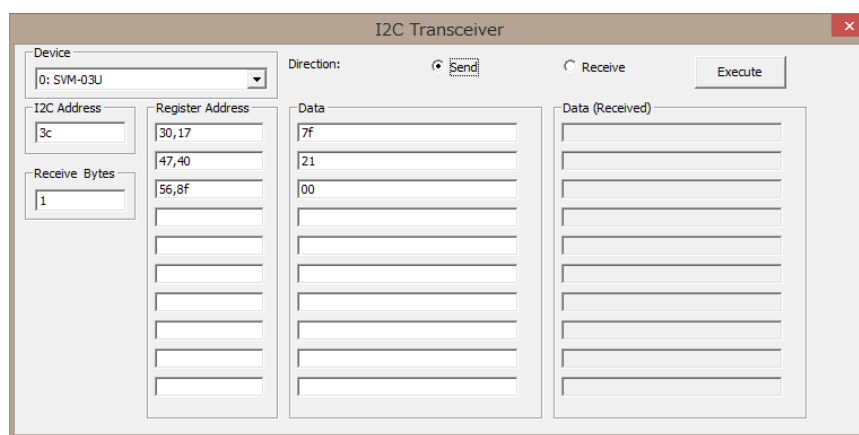 I2C Transceiver
Device
0: SVM-03U
Direction:
Send
Receive
Execute
I2C Address
3c
Receive Bytes
1
Register Address
30,17
47,40
56,8f
Data
7f
21
00
Data (Received)